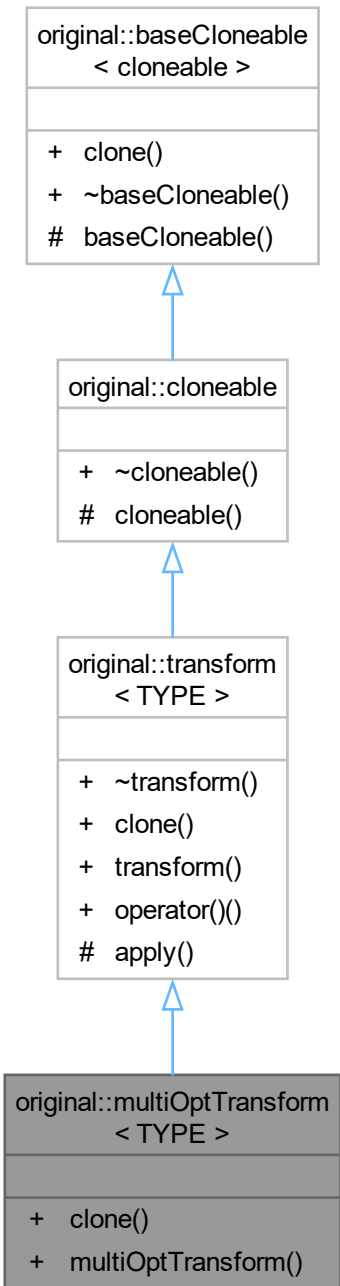 original::baseCloneable
< cloneable >
+ clone()
+ ~baseCloneable()
# baseCloneable()
original::cloneable
+ ~cloneable()
# cloneable()
original::transform
< TYPE >
+ ~transform()
+ clone()
+ transform()
+ operator()()
# apply()
original::multiOptTransform
< TYPE >
+ clone()
+ multiOptTransform()